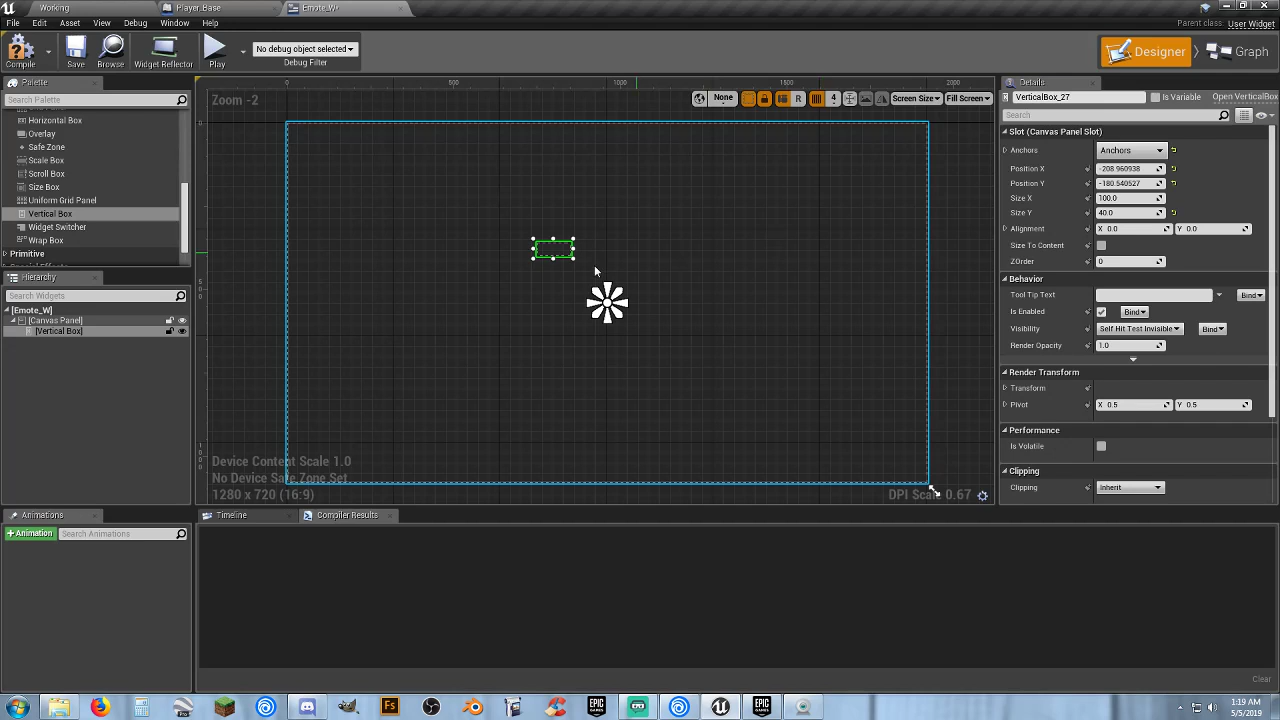 Working
Player_Base
Emote_W*
File Edit Asset View Debug Window Help
Parent class: User Widget
Compile Save Browse Widget Reflector Play
No debug object selected
Debug Filter
Designer Graph
Palette
Search Palette
Horizontal Box
Overlay
Safe Zone
Scale Box
Scroll Box
Size Box
Uniform Grid Panel
Vertical Box
Widget Switcher
Wrap Box
Primitive
Hierarchy
Search Widgets
[Emote_W]
[Canvas Panel]
[Vertical Box]
Animations
+Animation
Search Animations
0 500 1000 1500 2000
Zoom -2
None
R
4
Screen Size
Fill Screen
0
5
0
0
Device Content Scale 1.0
No Device Safe Zone Set
1280 x 720 (16:9)
DPI Scale 0.67
Timeline
Compiler Results
Clear
Details
VerticalBox_27
Is Variable
Open VerticalBox
Search
Slot (Canvas Panel Slot)
Anchors Anchors
Position X -208.960938
Position Y -180.540527
Size X 100.0
Size Y 40.0
Alignment X 0.0 Y 0.0
Size To Content
ZOrder 0
Behavior
Tool Tip Text Bind
Is Enabled Bind
Visibility Self Hit Test Invisible Bind
Render Opacity 1.0
Render Transform
Transform
Pivot X 0.5 Y 0.5
Performance
Is Volatile
Clipping
Clipping Inherit
Fs
EPIC GAMES
EPIC GAMES
1:19 AM
5/5/2019